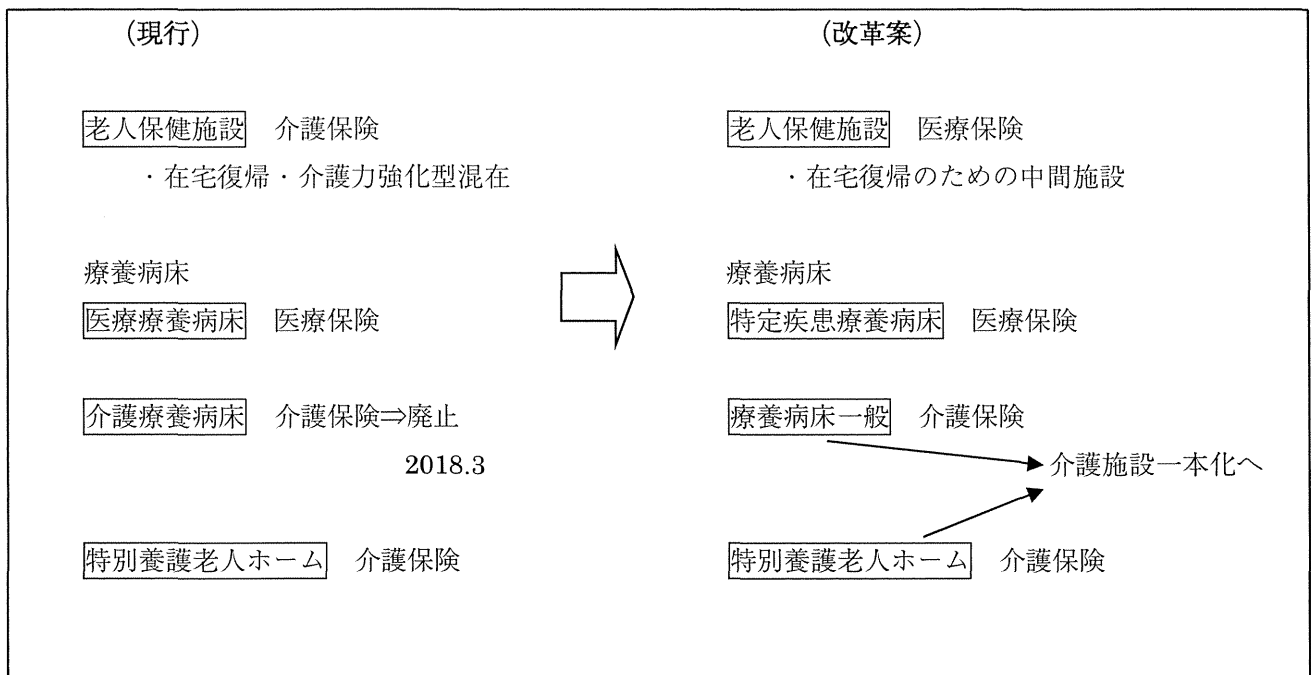 （現行）
老人保健施設 介護保険
・在宅復帰・介護力強化型混在
療養病床
医療療養病床 医療保険
介護療養病床 介護保険⇒廃止
2018.3
特別養護老人ホーム 介護保険
（改革案）
老人保健施設 医療保険
・在宅復帰のための中間施設
療養病床
特定疾患療養病床 医療保険
療養病床一般 介護保険
介護施設一本化へ
特別養護老人ホーム 介護保険